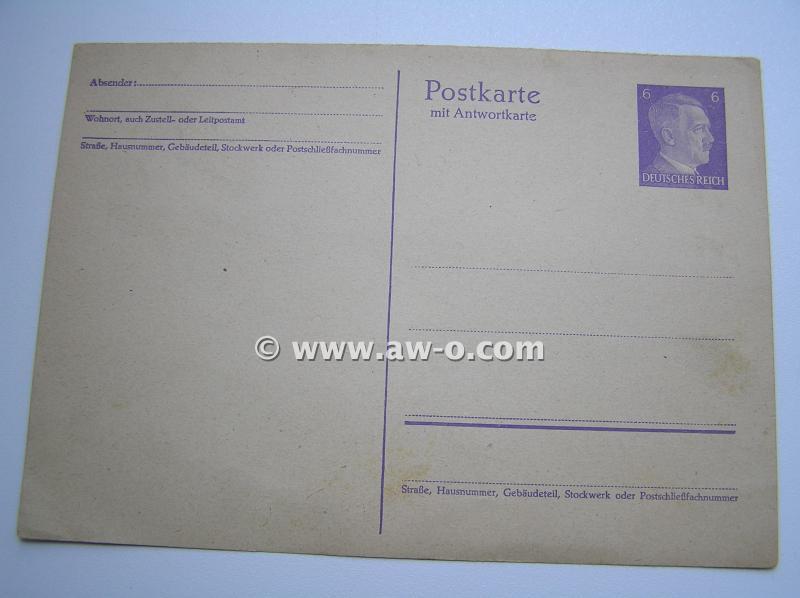 Absender:
Wohnort, auch Zustell- oder Leitpostamt
Straße, Hausnummer, Gebäudeteil, Stockwerk oder Postschließfachnummer
Postkarte
mit Antwortkarte
6 6
DEUTSCHES REICH
© www.aw-o.com
Straße, Hausnummer, Gebäudeteil, Stockwerk oder Postschließfachnummer